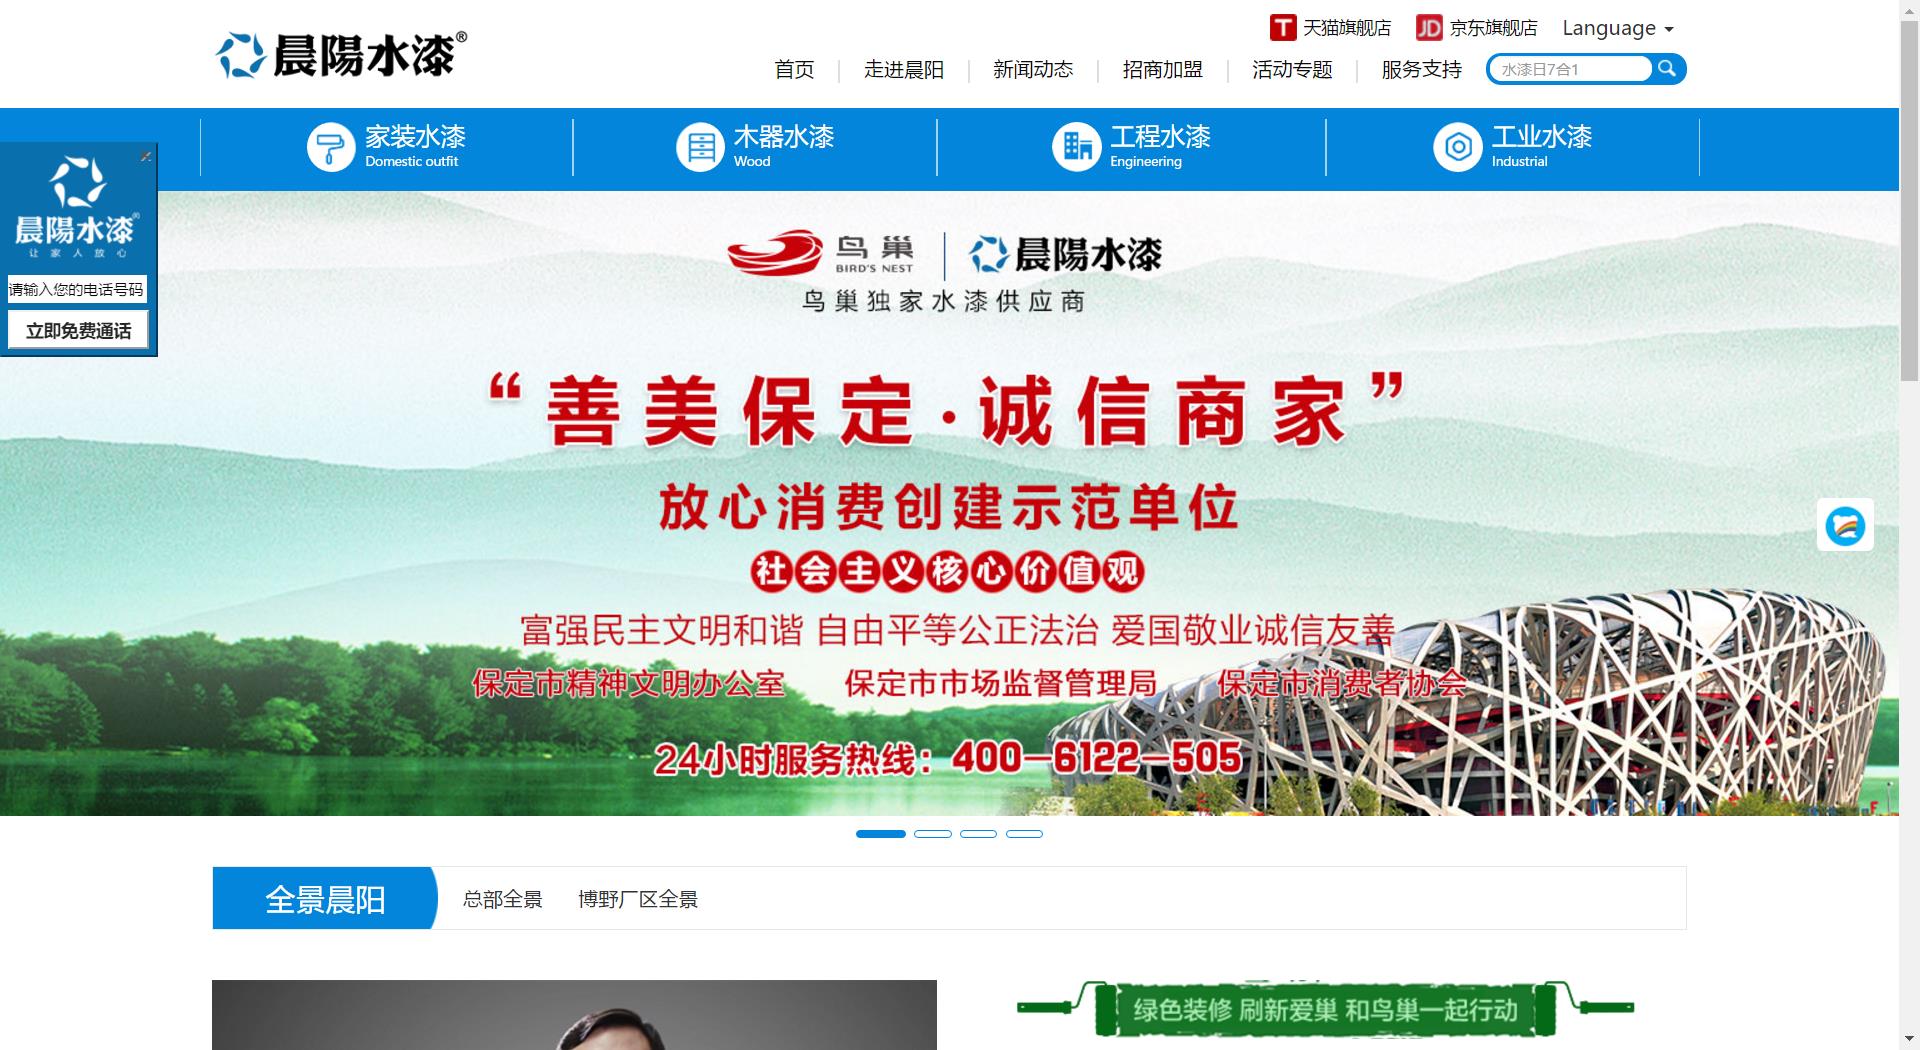 晨陽水漆®
天猫旗舰店 京东旗舰店 Language
首页 走进晨阳 新闻动态 招商加盟 活动专题 服务支持 水漆日7合1
家装水漆 木器水漆 工程水漆 工业水漆
Domestic outfit Wood Engineering Industrial
晨陽水漆®
让家人放心
请输入您的电话号码
立即免费通话
鸟巢 晨陽水漆
BIRD'S NEST
鸟巢独家水漆供应商
“善美保定·诚信商家”
放心消费创建示范单位
社会主义核心价值观
富强民主文明和谐 自由平等公正法治 爱国敬业诚信友善
保定市精神文明办公室 保定市市场监督管理局 保定市消费者协会
24小时服务热线：400—6122—505
全景晨阳 总部全景 博野厂区全景
绿色装修 刷新爱巢 和鸟巢一起行动